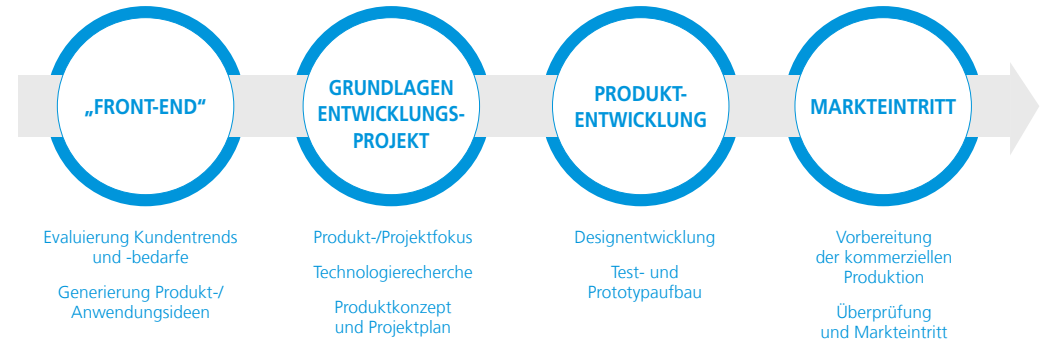 „FRONT-END“
GRUNDLAGEN
ENTWICKLUNGS-
PROJEKT
PRODUKT-
ENTWICKLUNG
MARKTEINTRITT
Evaluierung Kundentrends
und -bedarfe
Generierung Produkt-/
Anwendungsideen
Produkt-/Projektfokus
Technologierecherche
Produktkonzept
und Projektplan
Designentwicklung
Test- und
Prototypaufbau
Vorbereitung
der kommerziellen
Produktion
Überprüfung
und Markteintritt